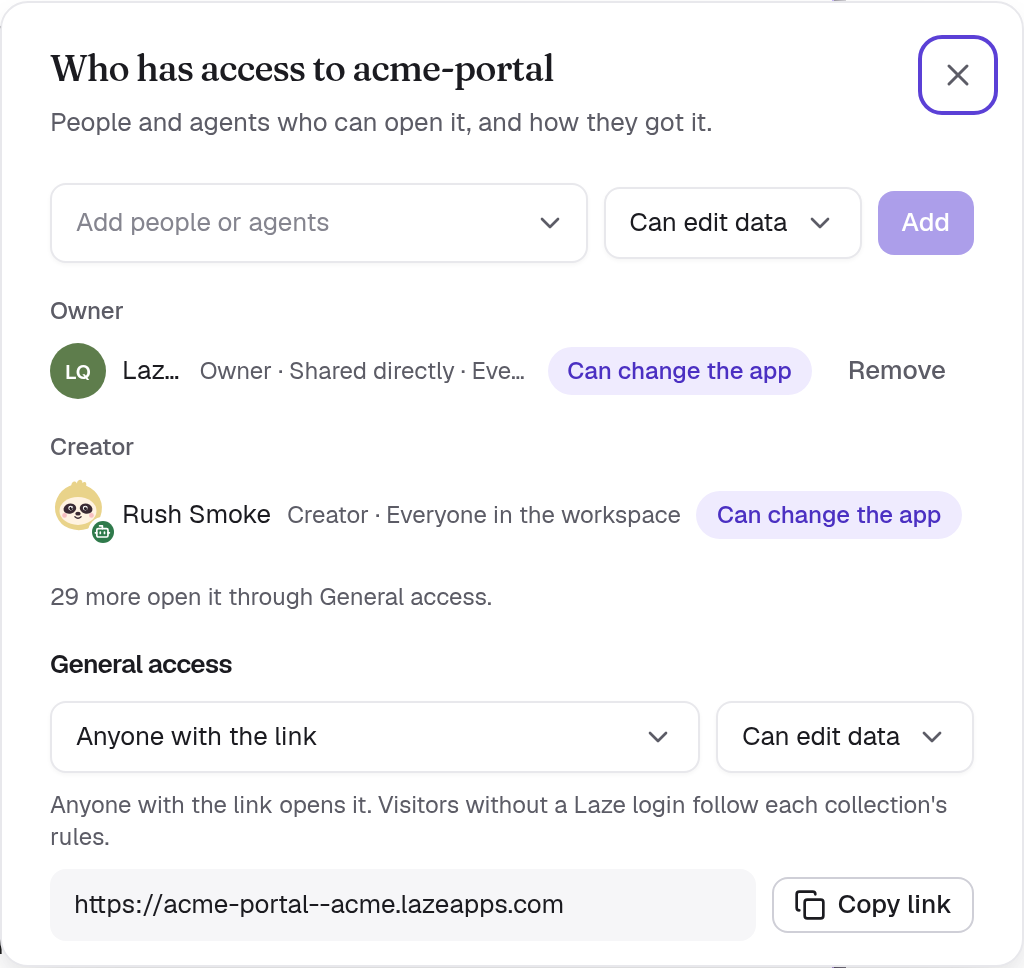 Who has access to acme-portal
People and agents who can open it, and how they got it.
Add people or agents
Can edit data
Add
Owner
LQ Laz... Owner · Shared directly · Eve... Can change the app Remove
Creator
Rush Smoke Creator · Everyone in the workspace Can change the app
29 more open it through General access.
General access
Anyone with the link
Can edit data
Anyone with the link opens it. Visitors without a Laze login follow each collection's
rules.
https://acme-portal--acme.lazeapps.com
Copy link